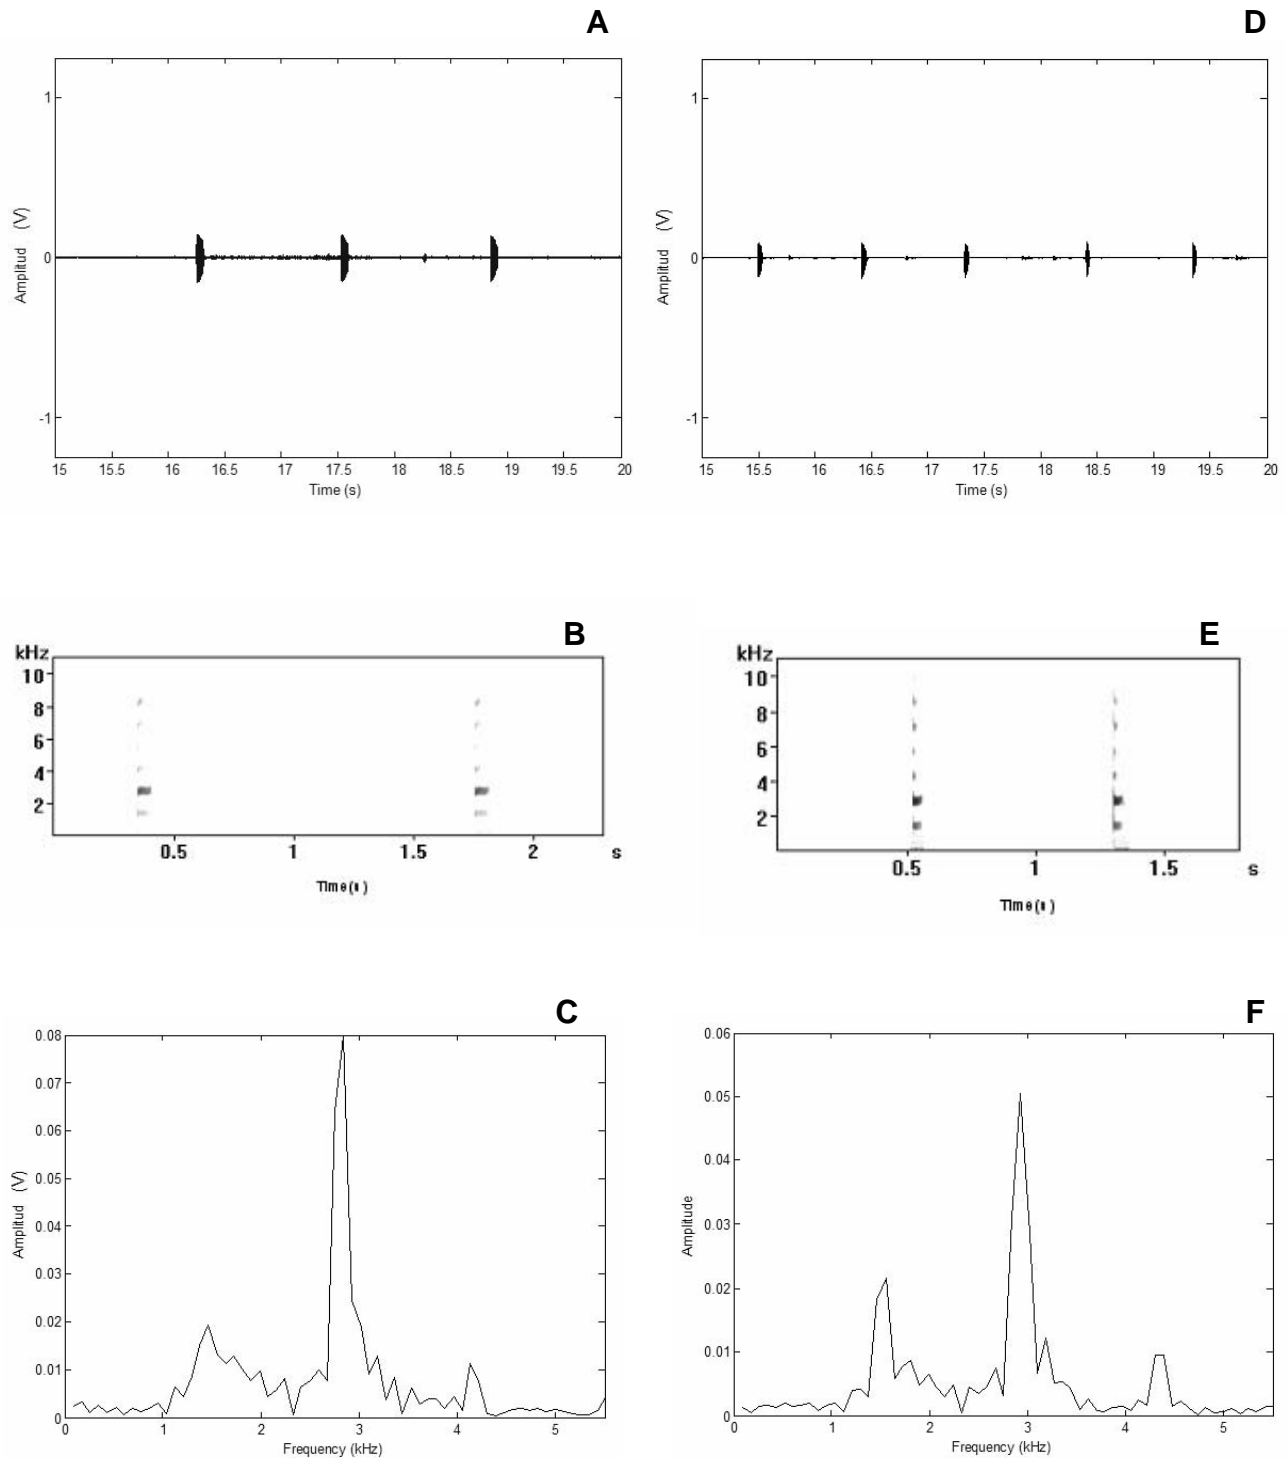 A
D
1
0
-1
Amplitud (V)
15 15.5 16 16.5 17 17.5 18 18.5 19 19.5 20
Time (s)
1
0
-1
Amplitud (V)
15 15.5 16 16.5 17 17.5 18 18.5 19 19.5 20
Time (s)
B
kHz
10
8
6
4
2
0.5 1 1.5 2 s
Time(s)
E
kHz
10
8
6
4
2
0.5 1 1.5 s
Time(s)
C
0.08
0.07
0.06
0.05
0.04
0.03
0.02
0.01
0
Amplitud (V)
0 1 2 3 4 5
Frequency (kHz)
F
0.06
0.05
0.04
0.03
0.02
0.01
0
Amplitude
0 1 2 3 4 5
Frequency (kHz)